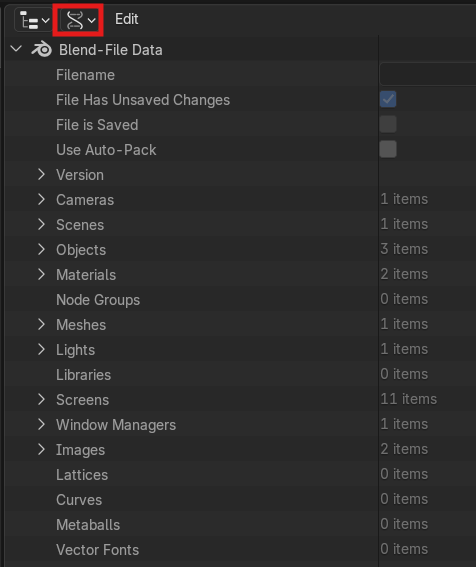 Edit
Blend-File Data
Filename
File Has Unsaved Changes
File is Saved
Use Auto-Pack
Version
Cameras 1 items
Scenes 1 items
Objects 3 items
Materials 2 items
Node Groups 0 items
Meshes 1 items
Lights 1 items
Libraries 0 items
Screens 11 items
Window Managers 1 items
Images 2 items
Lattices 0 items
Curves 0 items
Metaballs 0 items
Vector Fonts 0 items